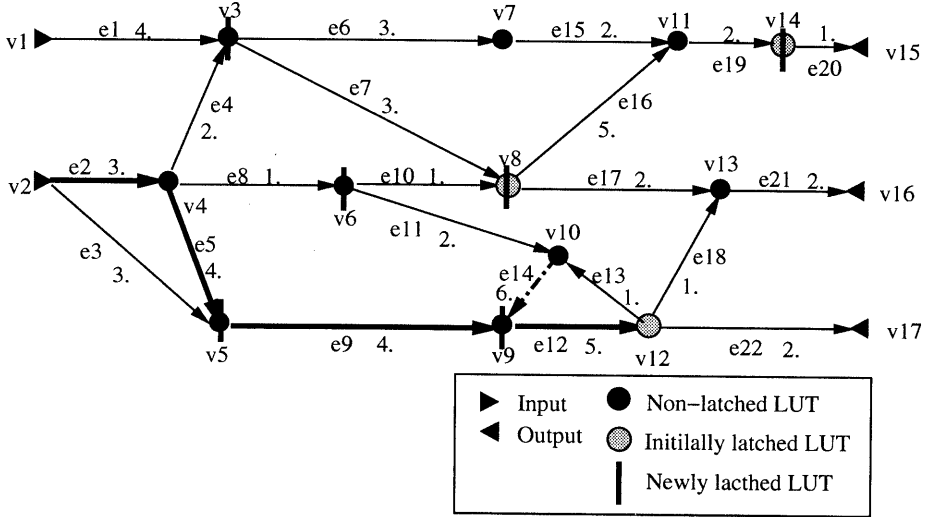 v1 e1 4. v3 e6 3. v7 e15 2. v11 2. e19 v14 1. e20 v15
e4 2. e7 3. e16 5.
v2 e2 3. v4 e8 1. v6 e10 1. v8 e17 2. v13 e21 2. v16
e3 3. e5 4. e11 2. v10 e14 6. e13 1. e18 1.
v5 e9 4. v9 e12 5. v12 e22 2. v17
Input Non-latched LUT
Output Initilally latched LUT
Newly lacthed LUT